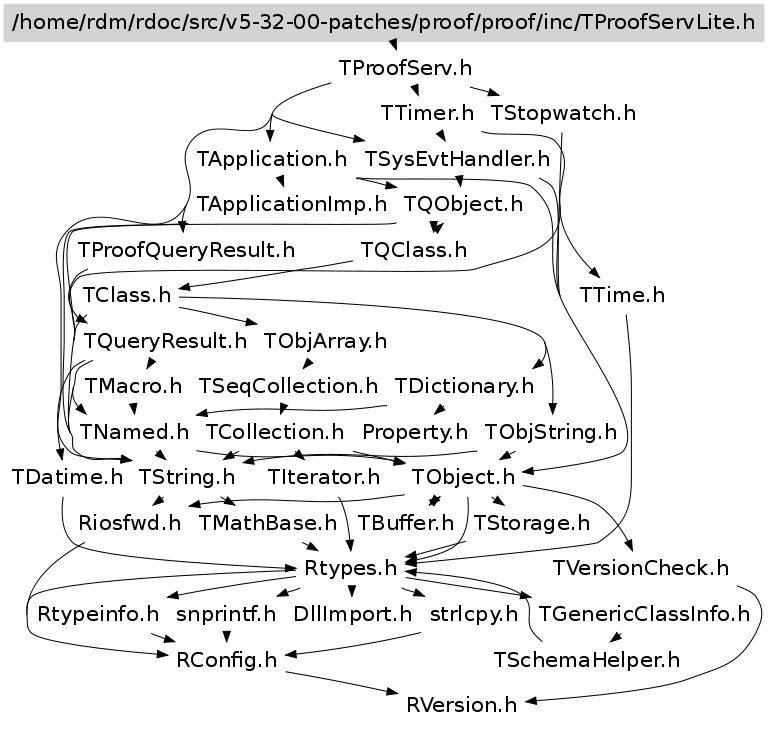 /home/rdm/rdoc/src/v5-32-00-patches/proof/proof/inc/TProofServLite.h
TProofServ.h
TTimer.h TStopwatch.h
TApplication.h TSysEvtHandler.h
TApplicationImp.h TQObject.h
TProofQueryResult.h TQClass.h
TClass.h TTime.h
TQueryResult.h TObjArray.h
TMacro.h TSeqCollection.h TDictionary.h
TNamed.h TCollection.h Property.h TObjString.h
TDatime.h TString.h TIterator.h TObject.h
Riosfwd.h TMathBase.h TBuffer.h TStorage.h
Rtypes.h TVersionCheck.h
Rtypeinfo.h snprintf.h DllImport.h strlcpy.h TGenericClassInfo.h
RConfig.h TSchemaHelper.h
RVersion.h